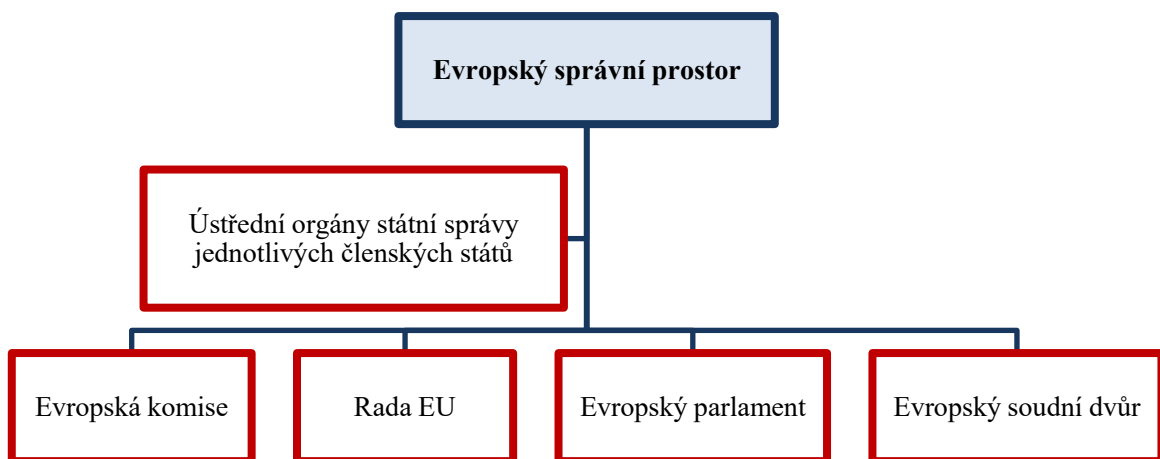 Evropský správní prostor
Ústřední orgány státní správy
jednotlivých členských států
Evropská komise
Rada EU
Evropský parlament
Evropský soudní dvůr